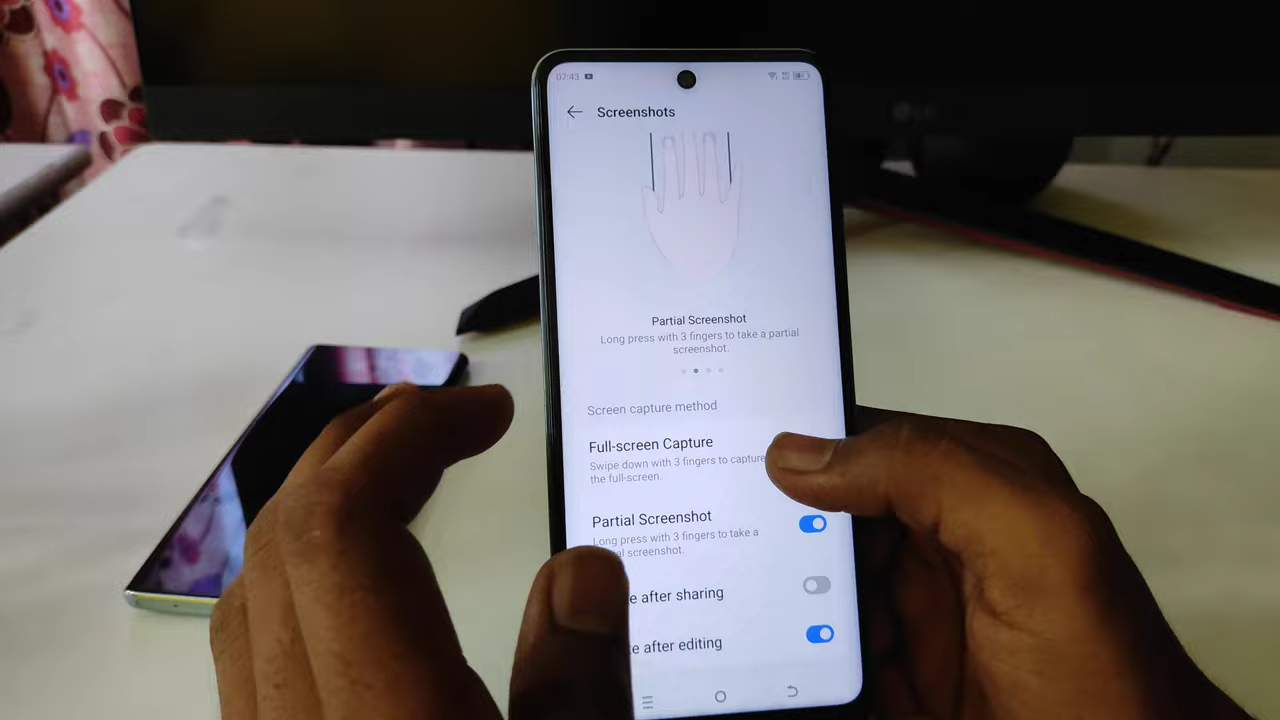 07:43
Screenshots
Partial Screenshot
Long press with 3 fingers to take a partial
screenshot.
Screen capture method
Full-screen Capture
Swipe down with 3 fingers to capture
the full-screen.
Partial Screenshot
Long press with 3 fingers to take a
screenshot.
after sharing
after editing
LG